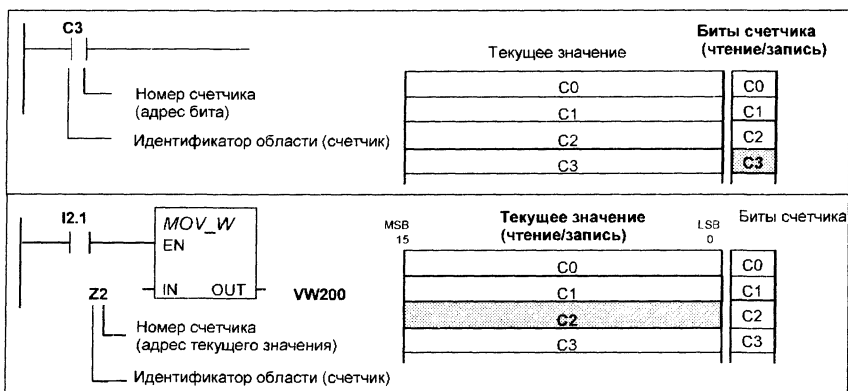 C3
Номер счетчика
(адрес бита)
Идентификатор области (счетчик)
Текущее значение
Биты счетчика
(чтение/запись)
C0
C0
C1
C1
C2
C2
C3
C3
I2.1
MOV_W
EN
IN OUT
Z2
VW200
Номер счетчика
(адрес текущего значения)
Идентификатор области (счетчик)
MSB
15
Текущее значение
(чтение/запись)
LSB
0
Биты счетчика
C0
C0
C1
C1
C2
C2
C3
C3